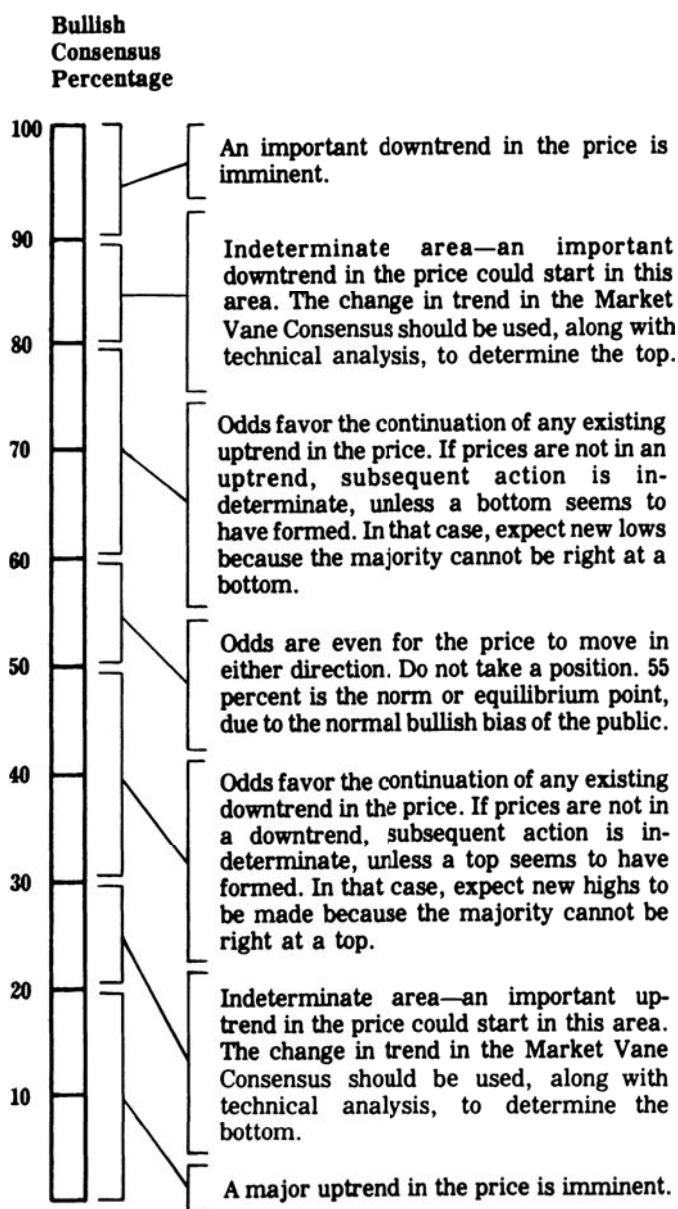 Bullish
Consensus
Percentage
100
An important downtrend in the price is
imminent.
90
Indeterminate area—an important
downtrend in the price could start in this
area. The change in trend in the Market
Vane Consensus should be used, along with
technical analysis, to determine the top.
80
70
Odds favor the continuation of any existing
uptrend in the price. If prices are not in an
uptrend, subsequent action is in-
determinate, unless a bottom seems to
have formed. In that case, expect new lows
because the majority cannot be right at a
bottom.
60
50
Odds are even for the price to move in
either direction. Do not take a position. 55
percent is the norm or equilibrium point,
due to the normal bullish bias of the public.
40
Odds favor the continuation of any existing
downtrend in the price. If prices are not in
a downtrend, subsequent action is in-
determinate, unless a top seems to have
formed. In that case, expect new highs to
be made because the majority cannot be
right at a top.
30
20
Indeterminate area—an important up-
trend in the price could start in this area.
The change in trend in the Market Vane
Consensus should be used, along with
technical analysis, to determine the
bottom.
10
A major uptrend in the price is imminent.